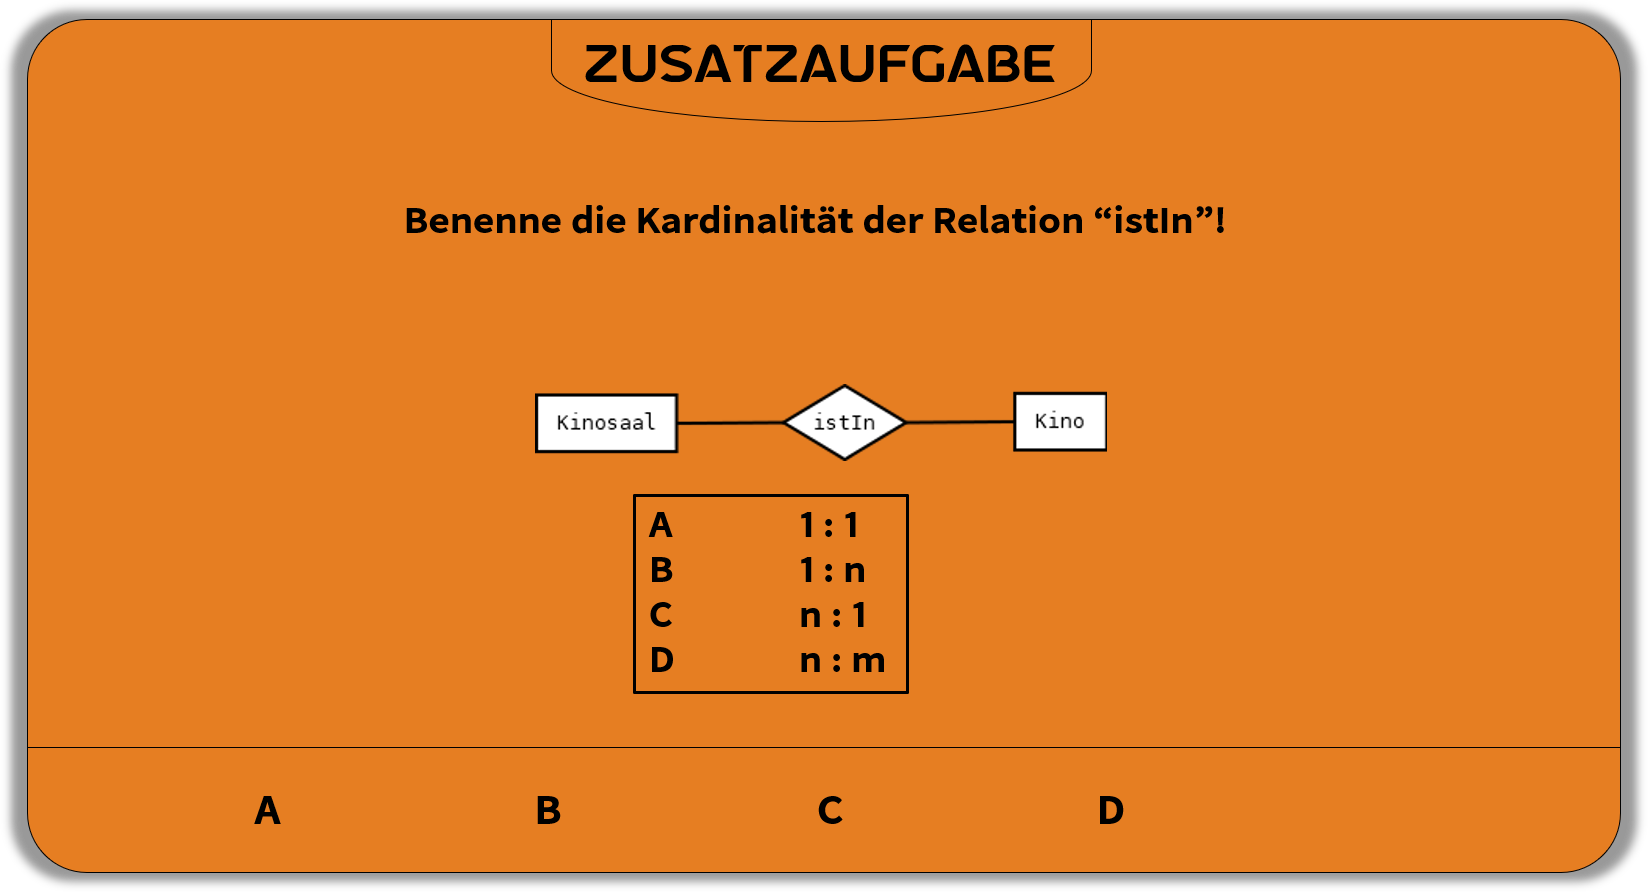 ZUSATZAUFGABE
Benenne die Kardinalität der Relation “istIn”!
Kinosaal istIn Kino
A 1 : 1
B 1 : n
C n : 1
D n : m
A B C D